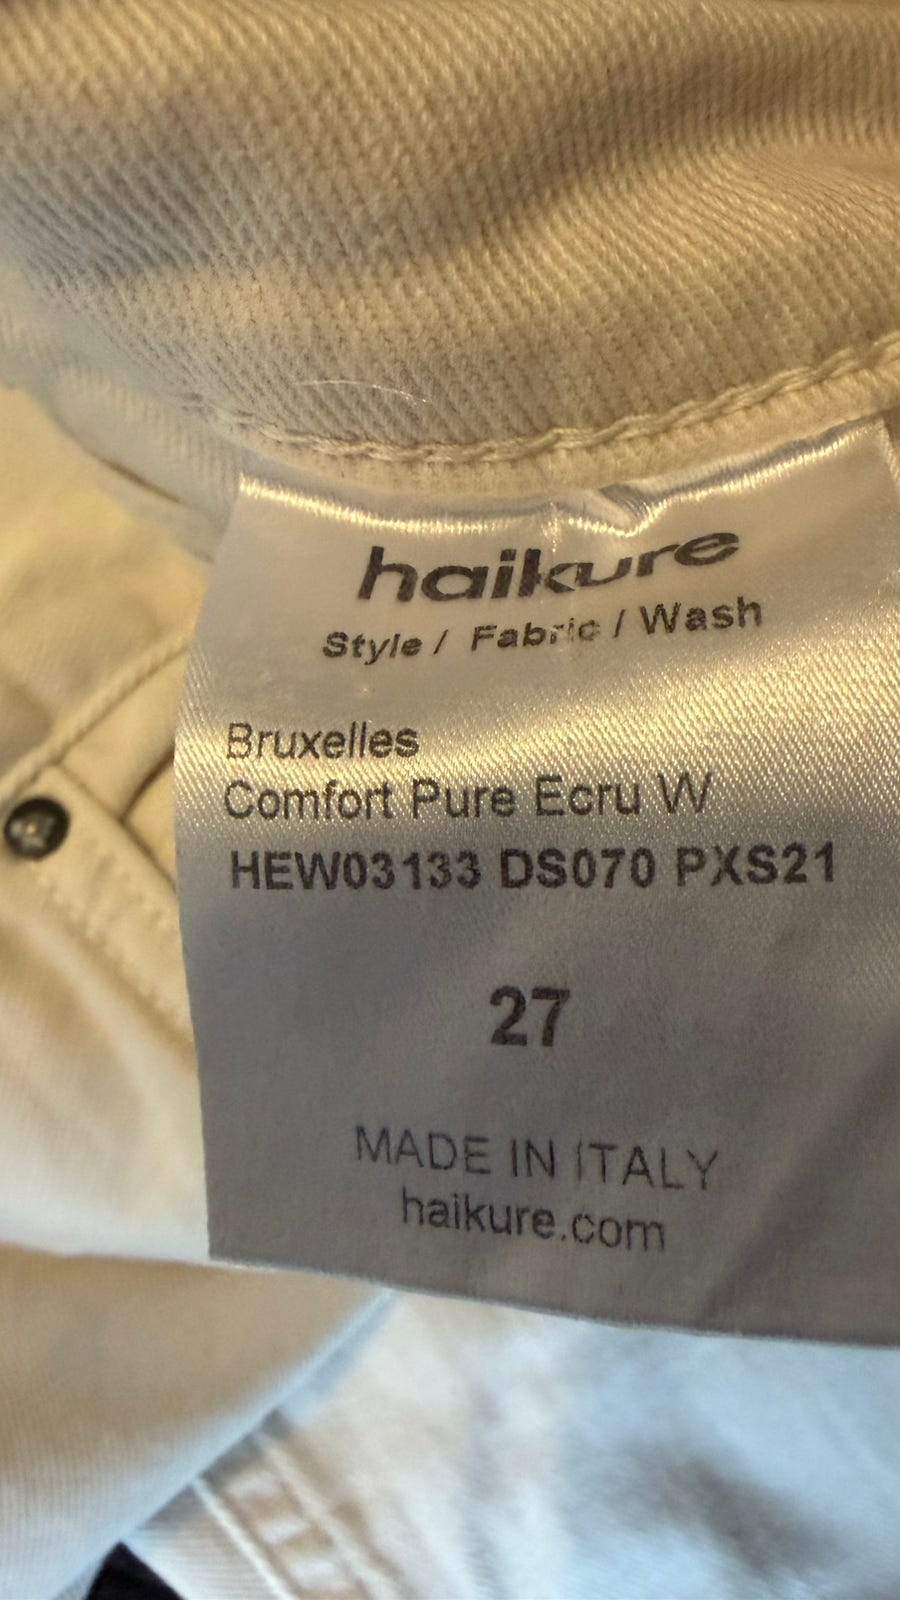 haikure
Style / Fabric / Wash
Bruxelles
Comfort Pure Ecru W
HEW03133 DS070 PXS21
27
MADE IN ITALY
haikure.com